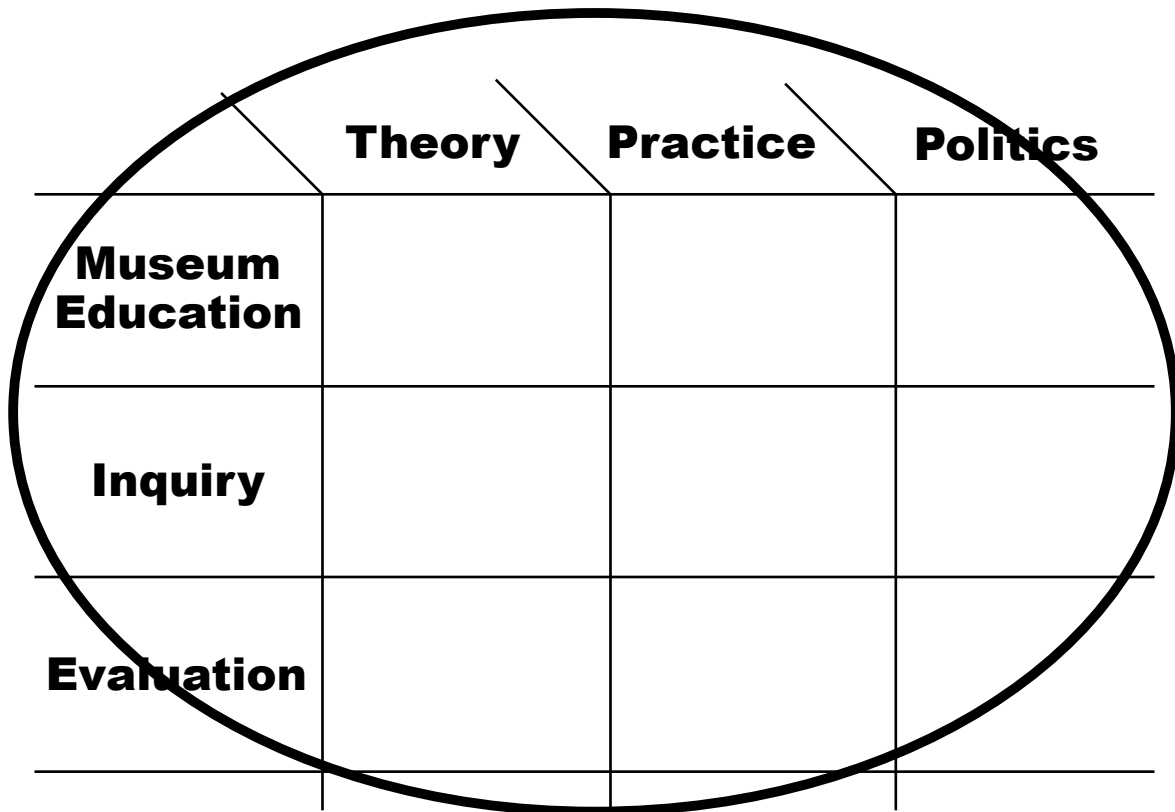 Theory Practice Politics
Museum
Education
Inquiry
Evaluation